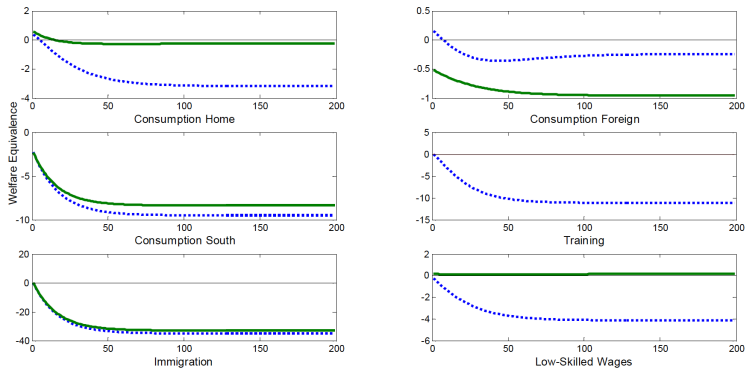 Welfare Equivalence
2
0
-2
-4
0 50 100 150 200
Consumption Home
0.5
0
-0.5
-1
0 50 100 150 200
Consumption Foreign
0
-5
-10
0 50 100 150 200
Consumption South
5
0
-5
-10
-15
0 50 100 150 200
Training
20
0
-20
-40
0 50 100 150 200
Immigration
2
0
-2
-4
-6
0 50 100 150 200
Low-Skilled Wages